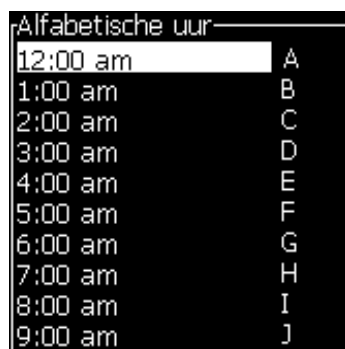 Alfabetische uur
12:00 am A
1:00 am B
2:00 am C
3:00 am D
4:00 am E
5:00 am F
6:00 am G
7:00 am H
8:00 am I
9:00 am J